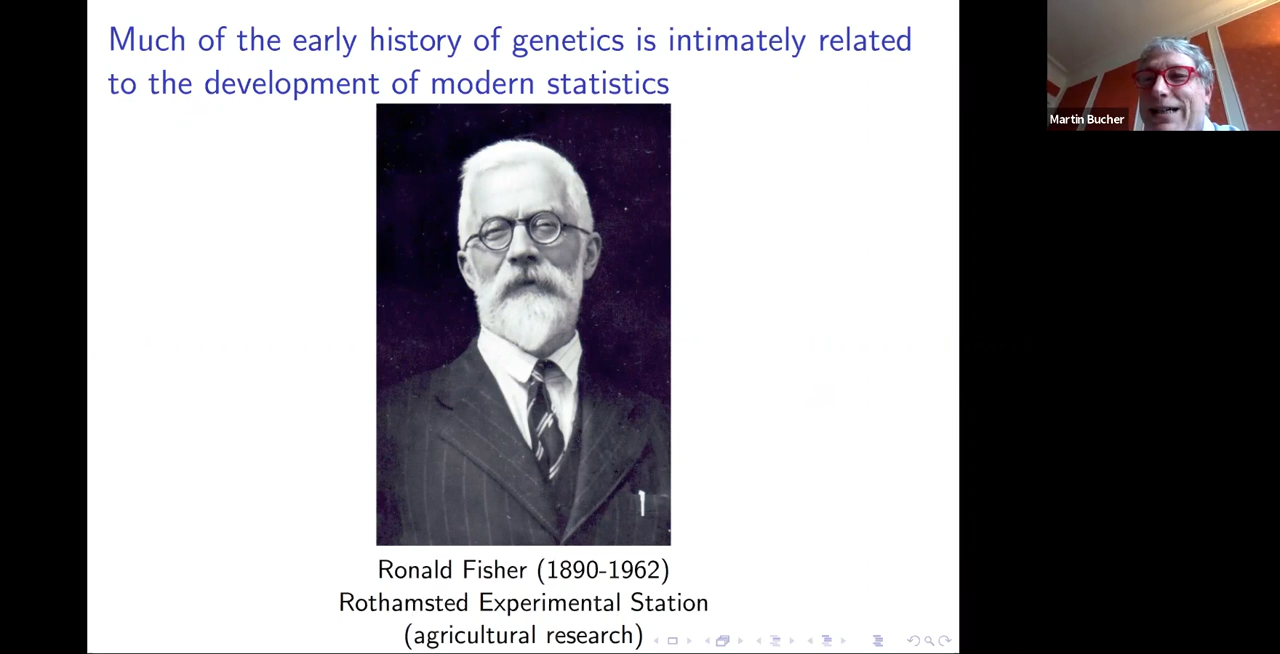 Much of the early history of genetics is intimately related
to the development of modern statistics
Martin Bucher
Ronald Fisher (1890-1962)
Rothamsted Experimental Station
(agricultural research)